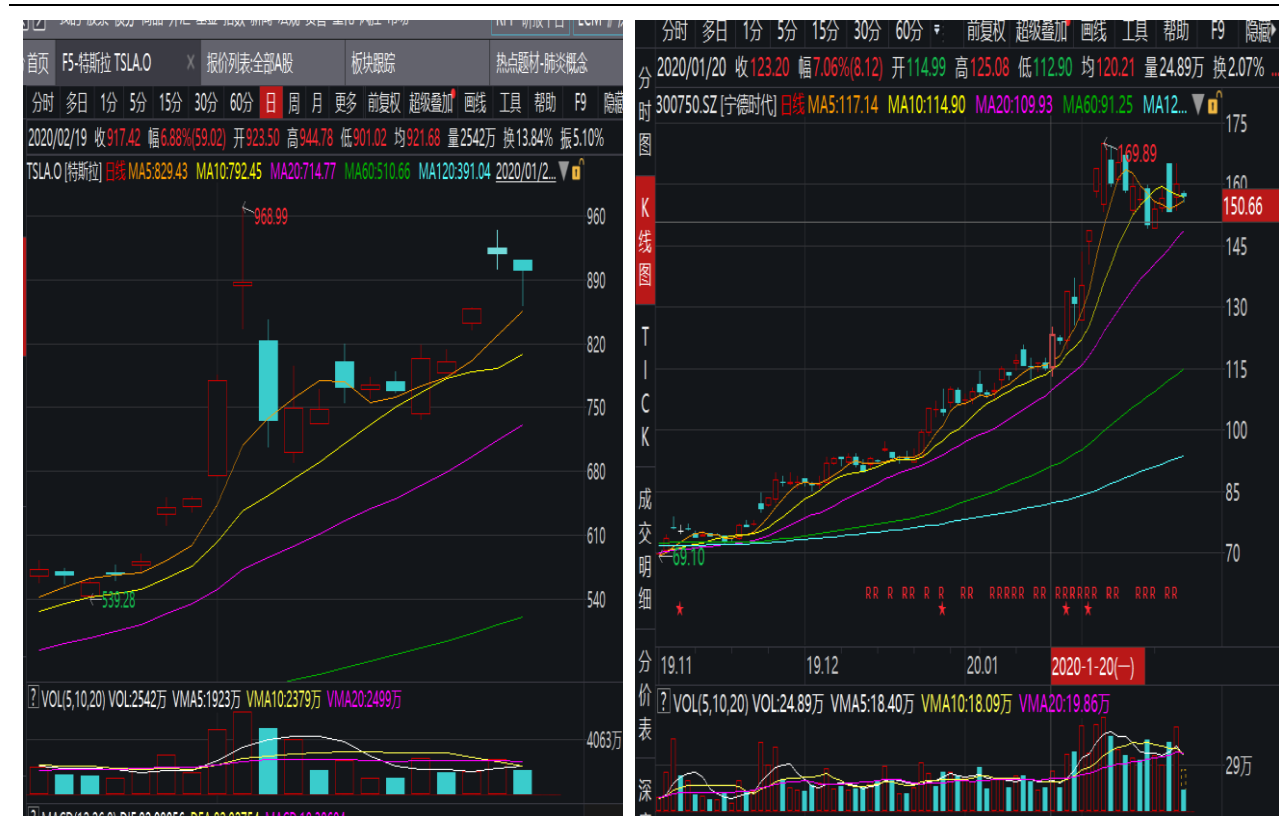 首页 F5-特斯拉 TSLA.O × 报价列表:全部A股 板块跟踪 热点题材-肺炎概念
分时 多日 1分 5分 15分 30分 60分 日 周 月 更多 前复权 超级叠加 画线 工具 帮助 F9 隐藏
2020/02/19 收917.42 幅6.88%(59.02) 开923.50 高944.78 低901.02 均921.68 量2542万 换13.84% 振5.10%
TSLA.O [特斯拉] 日线 MA5:829.43 MA10:792.45 MA20:714.77 MA60:510.66 MA120:391.04 2020/01/2...
968.99
960
890
820
750
680
610
540
539.28
? VOL(5,10,20) VOL:2542万 VMA5:1923万 VMA10:2379万 VMA20:2499万
4063万
分时 多日 1分 5分 15分 30分 60分 前复权 超级叠加 画线 工具 帮助 F9 隐藏
2020/01/20 收123.20 幅7.06%(8.12) 开114.99 高125.08 低112.90 均120.21 量24.89万 换2.07% ...
300750.SZ [宁德时代] 日线 MA5:117.14 MA10:114.90 MA20:109.93 MA60:91.25 MA12...
分时图
K线图
TICK
成交明细
分价表
深
175
169.89
160
150.66
145
130
115
100
85
70
69.10
RR R RR R R RR RRRRR RR RRRRRRR RR RRR RR
19.11 19.12 20.01 2020-1-20(一)
? VOL(5,10,20) VOL:24.89万 VMA5:18.40万 VMA10:18.09万 VMA20:19.86万
29万